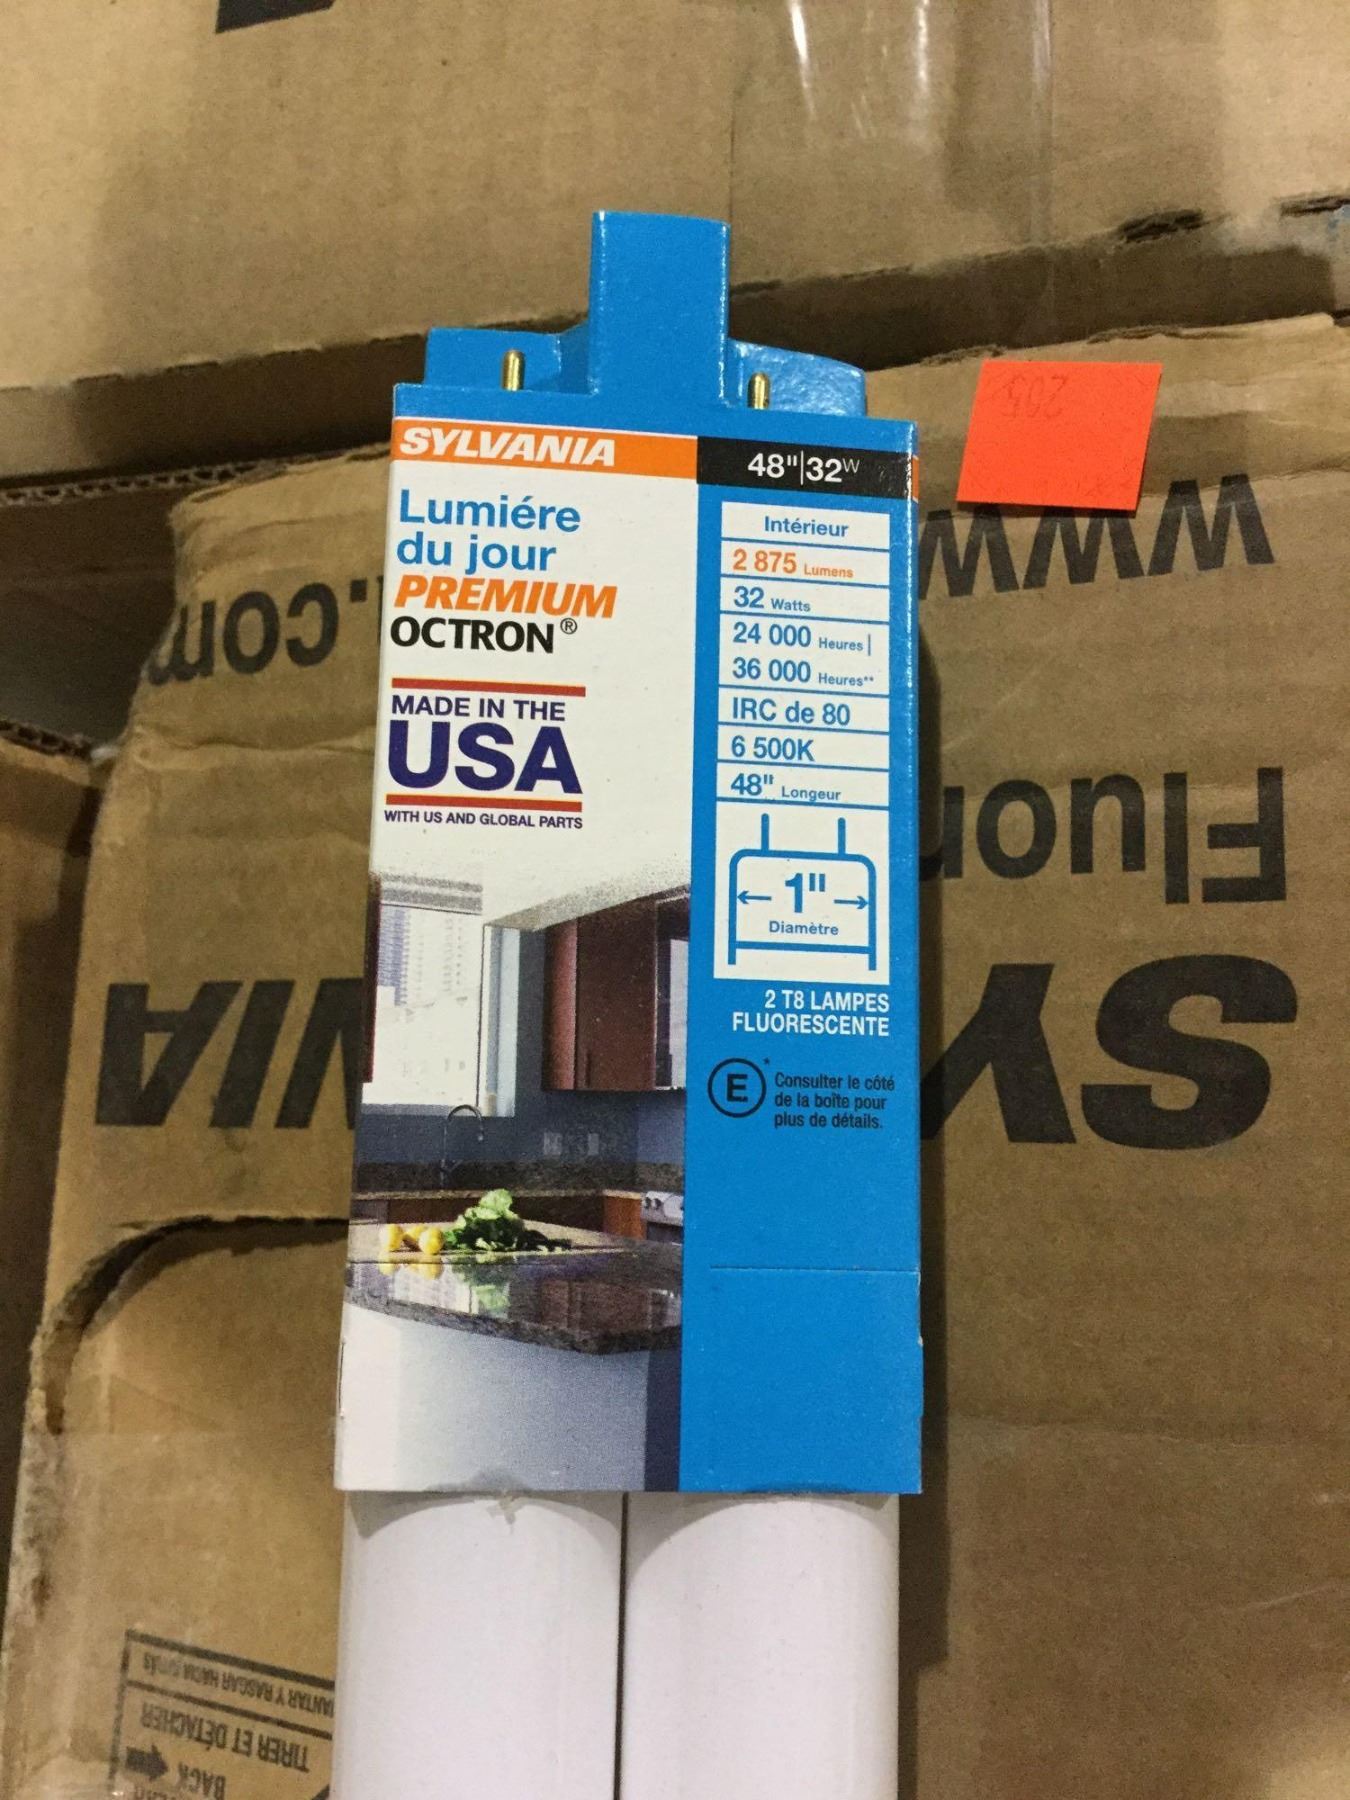 SYLVANIA
48"|32W
Lumiére
du jour
PREMIUM
OCTRON®
MADE IN THE
USA
WITH US AND GLOBAL PARTS
Intérieur
2 875 Lumens
32 Watts
24 000 Heures|
36 000 Heures**
IRC de 80
6 500K
48" Longeur
1"
Diamètre
2 T8 LAMPES
FLUORESCENTE
E*
Consulter le côté
de la boîte pour
plus de détails.
205
www
.com
Fluor
SY
VIA
TIRER ET DÉTACHER
BACK